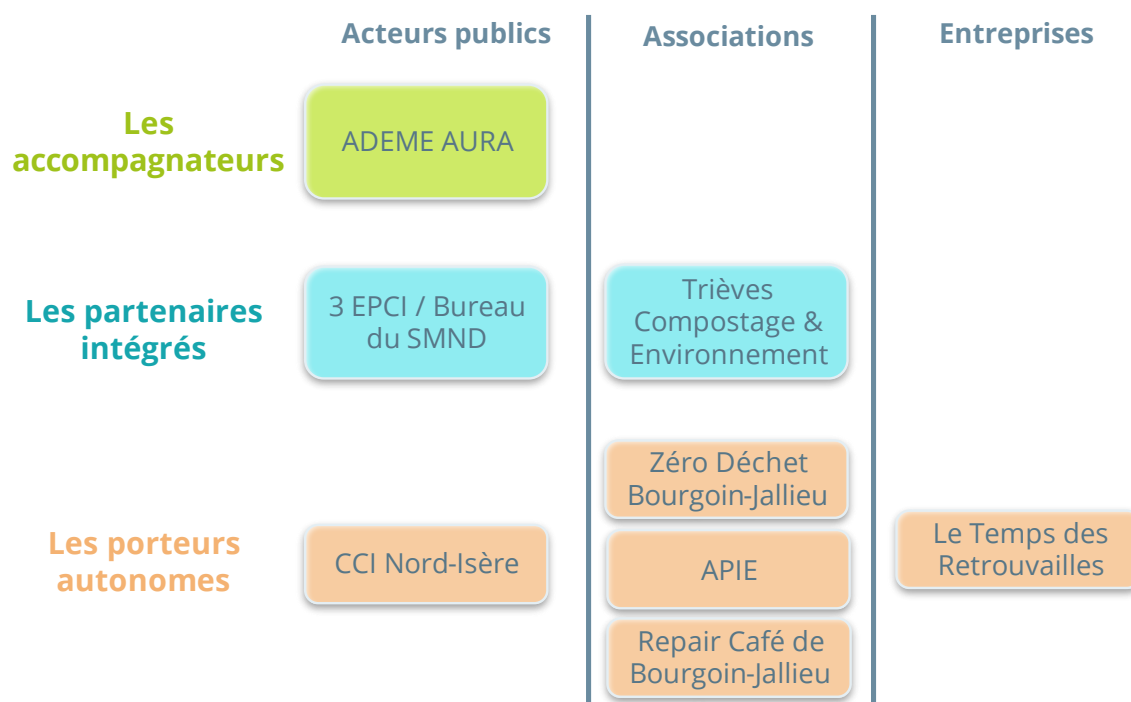 Acteurs publics
Associations
Entreprises
Les
accompagnateurs
ADEME AURA
Les partenaires
intégrés
3 EPCI / Bureau
du SMND
Trièves
Compostage &
Environnement
Les porteurs
autonomes
CCI Nord-Isère
Zéro Déchet
Bourgoin-Jallieu
APIE
Repair Café de
Bourgoin-Jallieu
Le Temps des
Retrouvailles